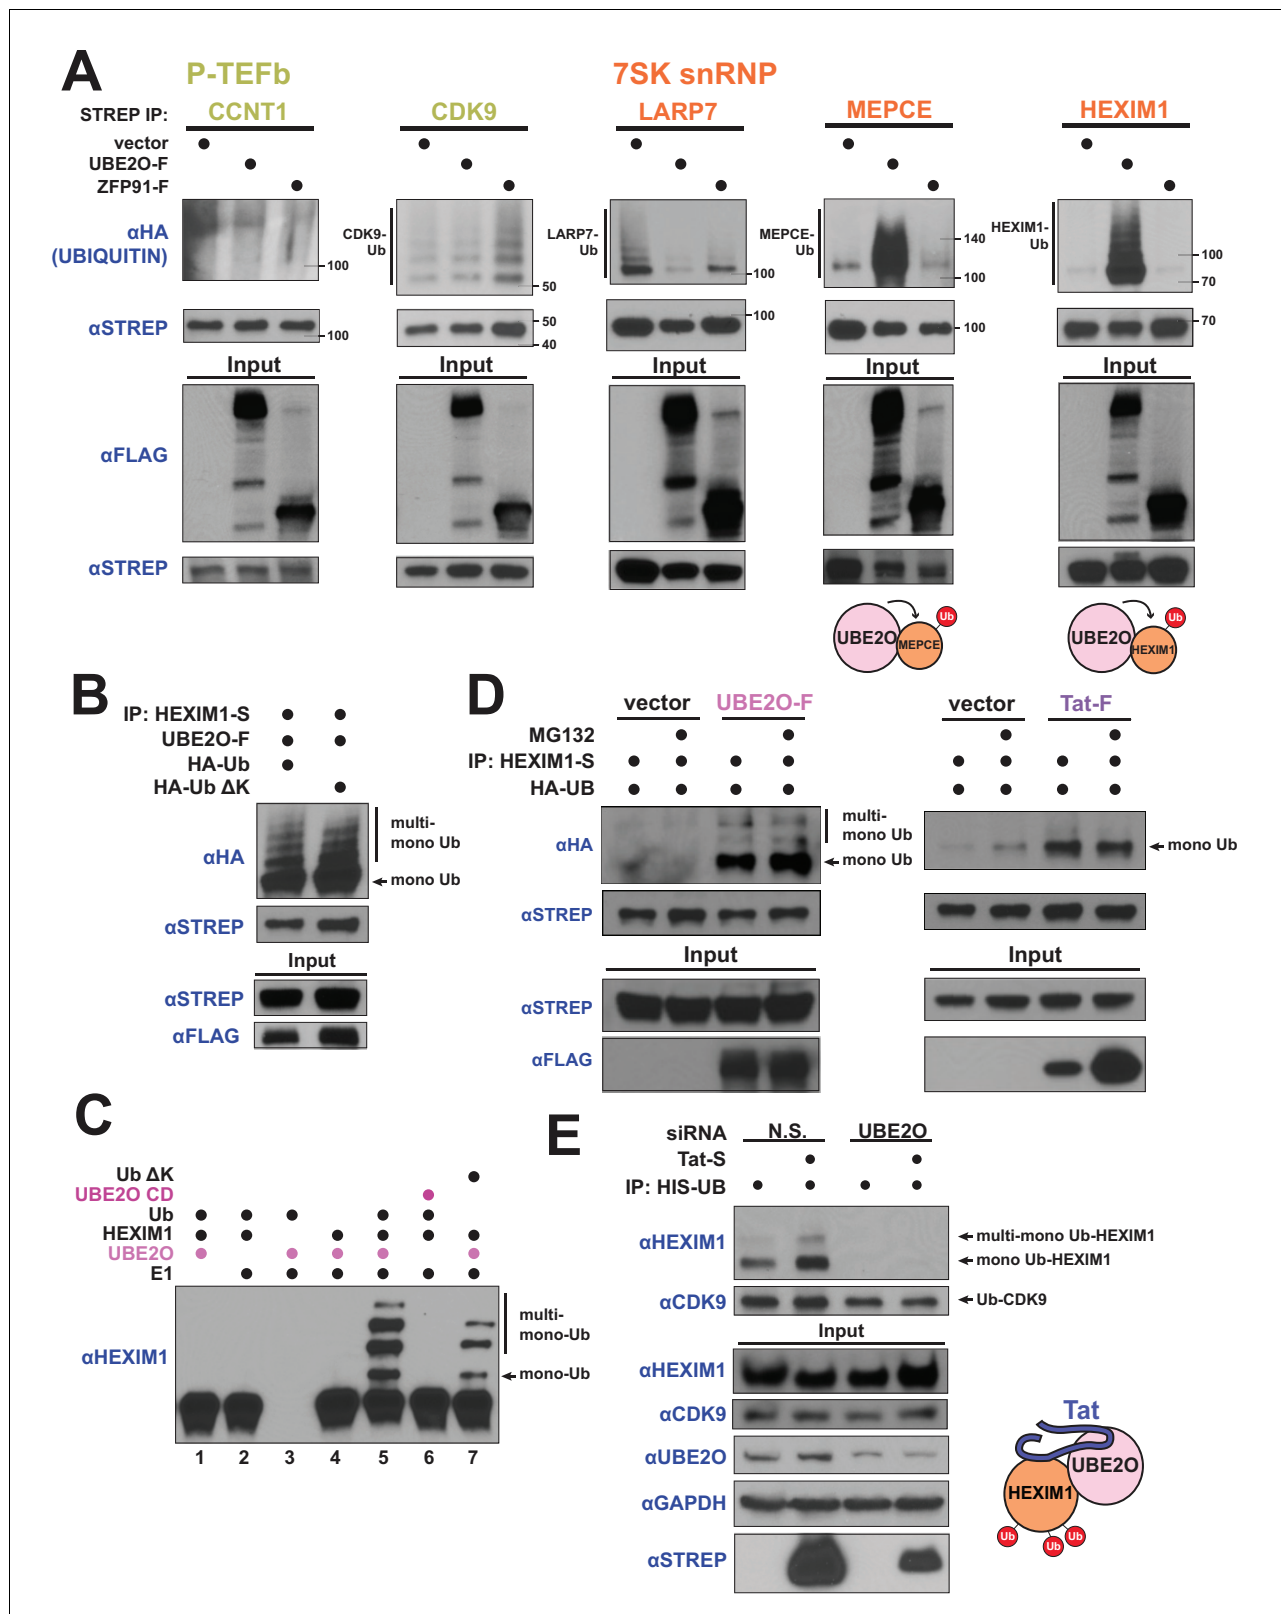 A
P-TEFb
7SK snRNP
STREP IP:
CCNT1
CDK9
LARP7
MEPCE
HEXIM1
vector
UBE2O-F
ZFP91-F
αHA
(UBIQUITIN)
100
CDK9-
Ub
50
LARP7-
Ub
100
MEPCE-
Ub
140
100
HEXIM1-
Ub
100
70
αSTREP
100
50
40
100
100
70
Input
Input
Input
Input
Input
αFLAG
αSTREP
UBE2O
MEPCE
Ub
UBE2O
HEXIM1
Ub
B
IP: HEXIM1-S
UBE2O-F
HA-Ub
HA-Ub ΔK
αHA
multi-
mono Ub
mono Ub
αSTREP
Input
αSTREP
αFLAG
D
vector
UBE2O-F
vector
Tat-F
MG132
IP: HEXIM1-S
HA-UB
αHA
multi-
mono Ub
mono Ub
mono Ub
αSTREP
Input
Input
αSTREP
αFLAG
C
Ub ΔK
UBE2O CD
Ub
HEXIM1
UBE2O
E1
αHEXIM1
multi-
mono-Ub
mono-Ub
1 2 3 4 5 6 7
E
siRNA
N.S.
UBE2O
Tat-S
IP: HIS-UB
αHEXIM1
multi-mono Ub-HEXIM1
mono Ub-HEXIM1
αCDK9
Ub-CDK9
Input
αHEXIM1
αCDK9
αUBE2O
αGAPDH
αSTREP
Tat
UBE2O
HEXIM1
Ub
Ub
Ub